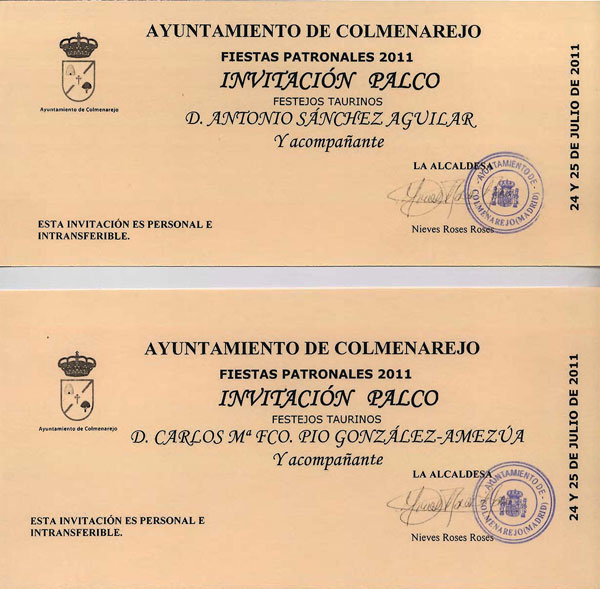 AYUNTAMIENTO DE COLMENAREJO
FIESTAS PATRONALES 2011
INVITACIÓN PALCO
FESTEJOS TAURINOS
D. ANTONIO SÁNCHEZ AGUILAR
Y acompañante
Ayuntamiento de Colmenarejo
LA ALCALDESA
AYUNTAMIENTO DE
COLMENAREJO (MADRID)
Nieves Roses Roses
ESTA INVITACIÓN ES PERSONAL E
INTRANSFERIBLE.
24 Y 25 DE JULIO DE 2011
AYUNTAMIENTO DE COLMENAREJO
FIESTAS PATRONALES 2011
INVITACIÓN PALCO
FESTEJOS TAURINOS
D. CARLOS Mª FCO. PIO GONZÁLEZ-AMEZÚA
Y acompañante
Ayuntamiento de Colmenarejo
LA ALCALDESA
AYUNTAMIENTO DE
COLMENAREJO (MADRID)
Nieves Roses Roses
ESTA INVITACIÓN ES PERSONAL E
INTRANSFERIBLE.
24 Y 25 DE JULIO DE 2011